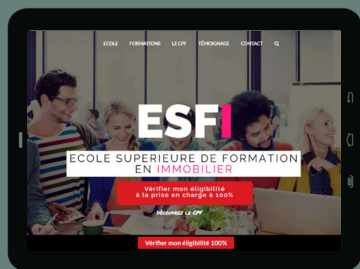 ECOLE FORMATIONS LE CPF TÉMOIGNAGE CONTACT
ESFI
ECOLE SUPERIEURE DE FORMATION
EN IMMOBILIER
Vérifier mon éligibilité
à la prise en charge à 100%
DÉCOUVREZ LE CPF
Vérifier mon éligibilité 100%